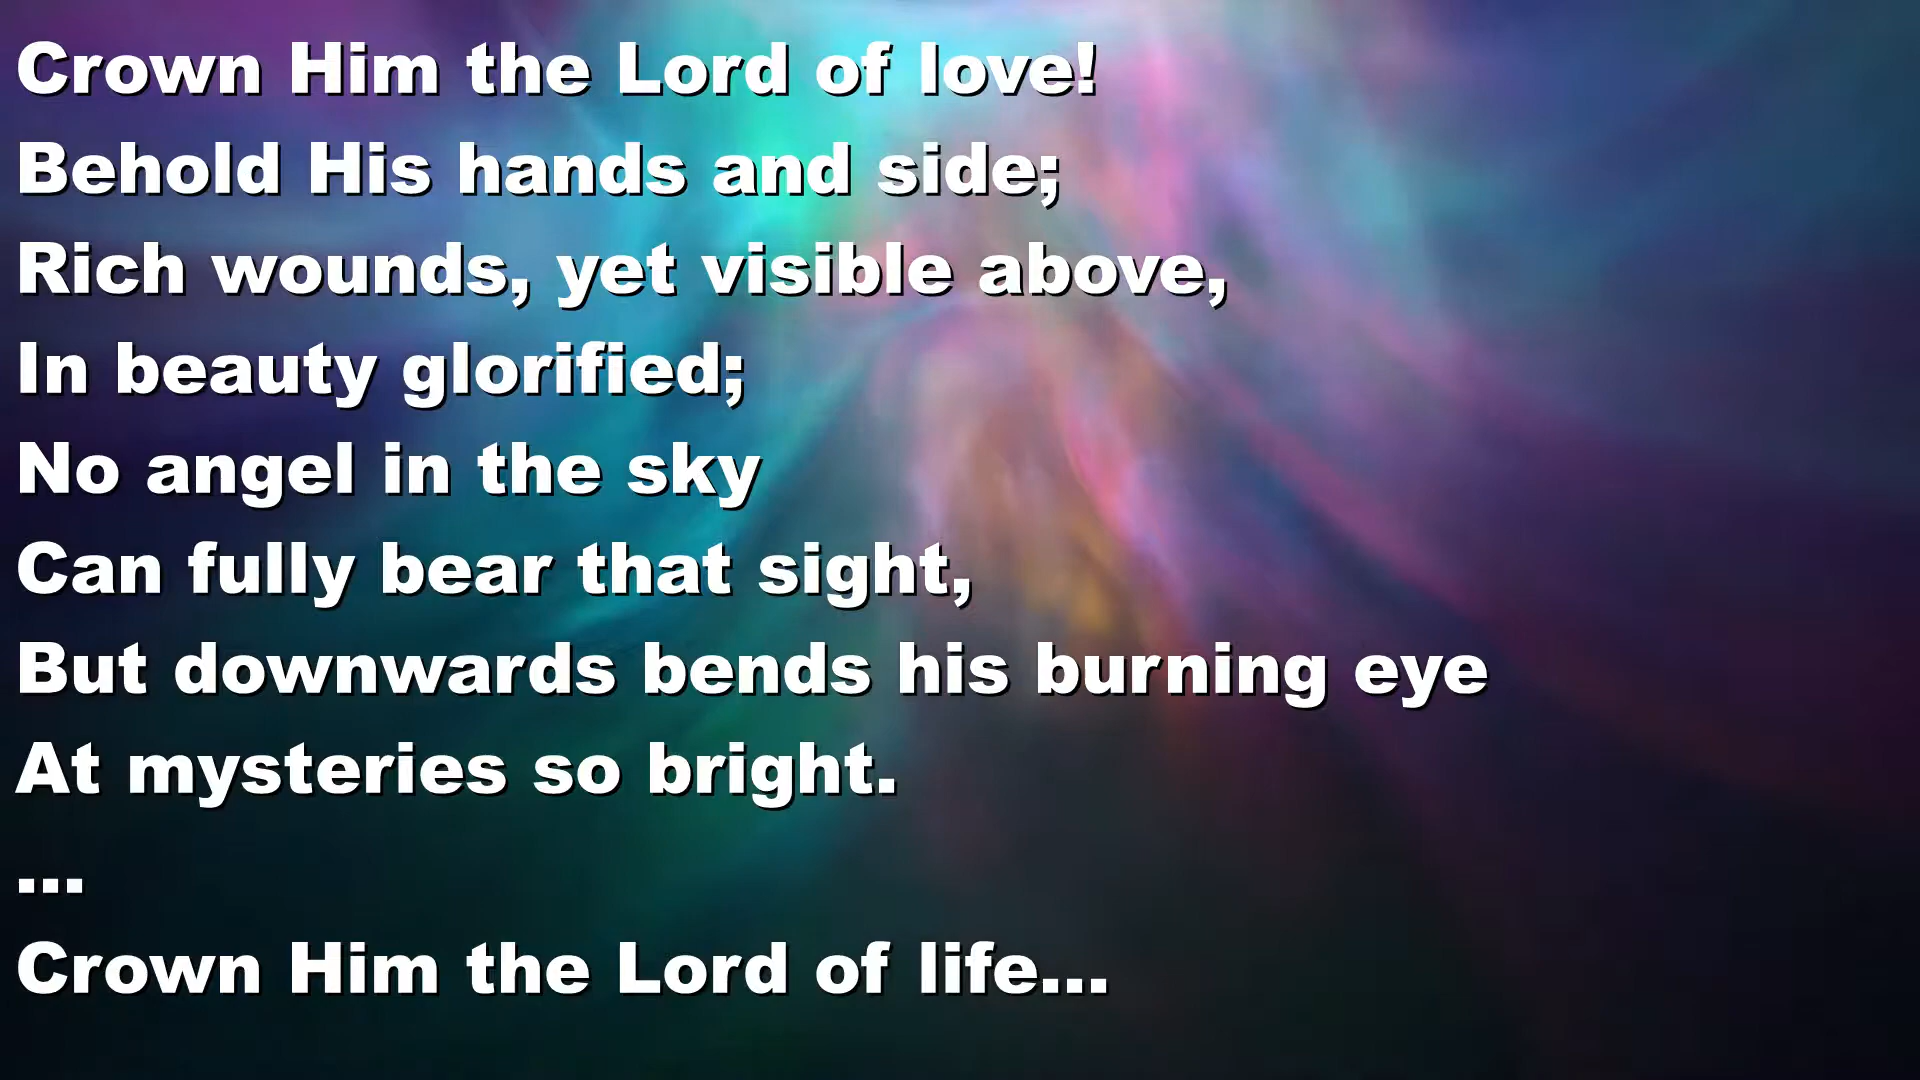 Crown Him the Lord of love!
Behold His hands and side;
Rich wounds, yet visible above,
In beauty glorified;
No angel in the sky
Can fully bear that sight,
But downwards bends his burning eye
At mysteries so bright.
...
Crown Him the Lord of life...